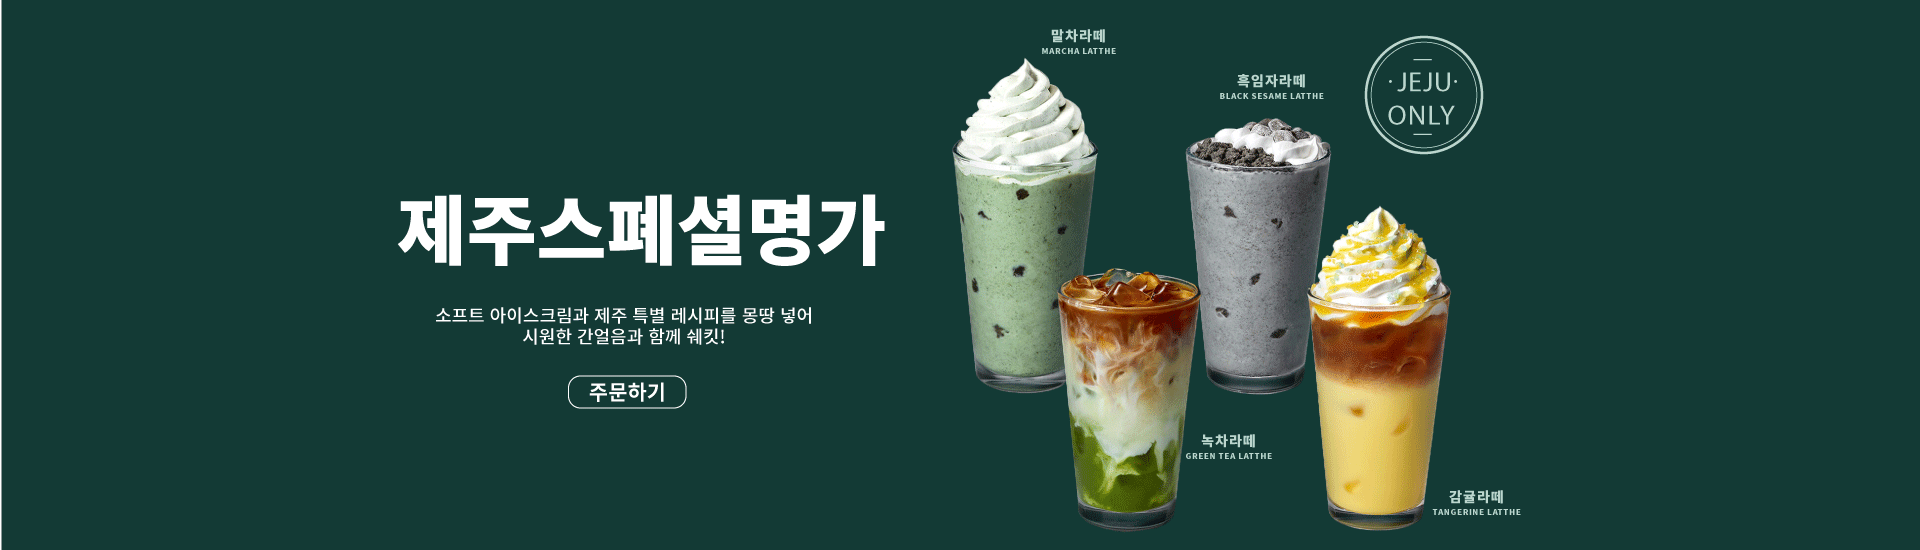 제주스폐셜명가
소프트 아이스크림과 제주 특별 레시피를 몽땅 넣어
시원한 간얼음과 함께 쉐킷!
주문하기
말차라떼
MARCHA LATTHE
흑임자라떼
BLACK SESAME LATTHE
·JEJU·
ONLY
녹차라떼
GREEN TEA LATTHE
감귤라떼
TANGERINE LATTHE